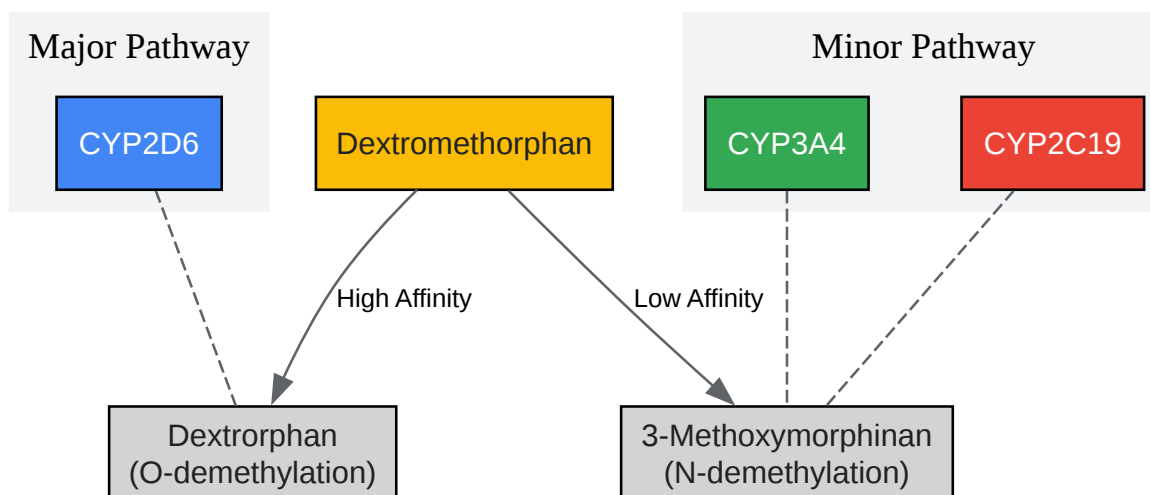 Major Pathway
Minor Pathway
CYP2D6
Dextromethorphan
CYP3A4
CYP2C19
High Affinity
Low Affinity
Dextrorphan
(O-demethylation)
3-Methoxymorphinan
(N-demethylation)